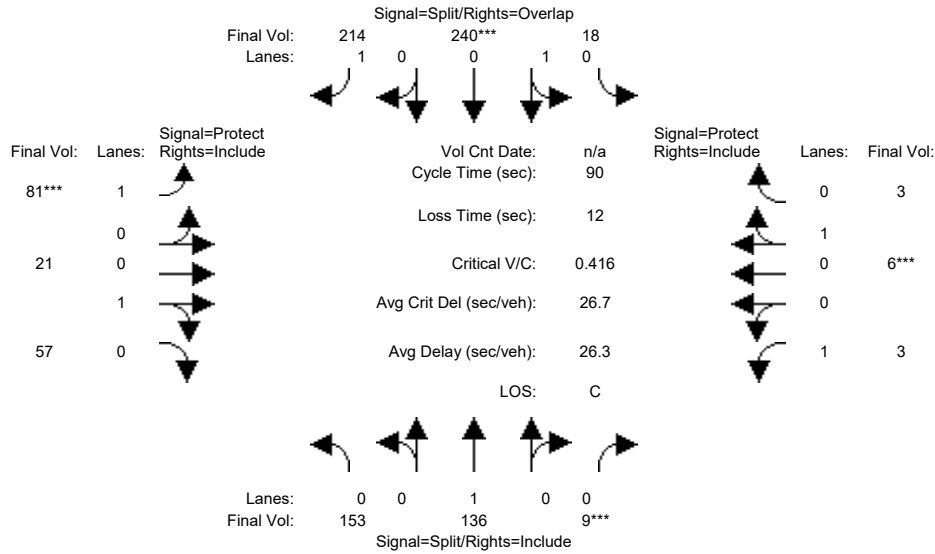 Signal=Split/Rights=Overlap
Final Vol: 214 240*** 18
Lanes: 1 0 0 1 0
Signal=Protect
Final Vol: Lanes: Rights=Include
Vol Cnt Date: n/a
Signal=Protect
Rights=Include Lanes: Final Vol:
Cycle Time (sec): 90
81*** 1
0 3
Loss Time (sec): 12
0
1
21 0
Critical V/C: 0.416
0 6***
1
Avg Crit Del (sec/veh): 26.7
0
57 0
Avg Delay (sec/veh): 26.3
1 3
LOS: C
Lanes: 0 0 1 0 0
Final Vol: 153 136 9***
Signal=Split/Rights=Include